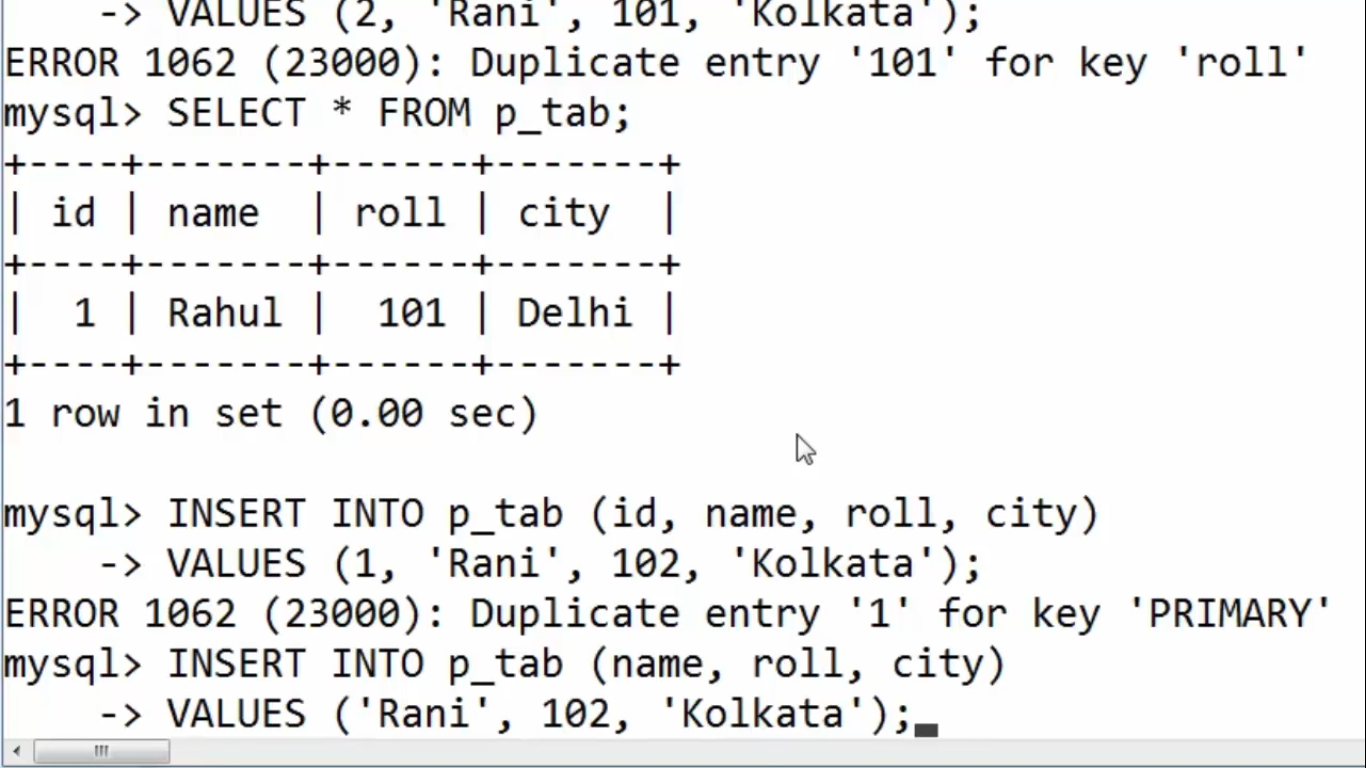 -> VALUES (2, 'Rani', 101, 'Kolkata');
ERROR 1062 (23000): Duplicate entry '101' for key 'roll'
mysql> SELECT * FROM p_tab;
+----+-------+------+-------+
| id | name  | roll | city  |
+----+-------+------+-------+
|  1 | Rahul |  101 | Delhi |
+----+-------+------+-------+
1 row in set (0.00 sec)

mysql> INSERT INTO p_tab (id, name, roll, city)
    -> VALUES (1, 'Rani', 102, 'Kolkata');
ERROR 1062 (23000): Duplicate entry '1' for key 'PRIMARY'
mysql> INSERT INTO p_tab (name, roll, city)
    -> VALUES ('Rani', 102, 'Kolkata');